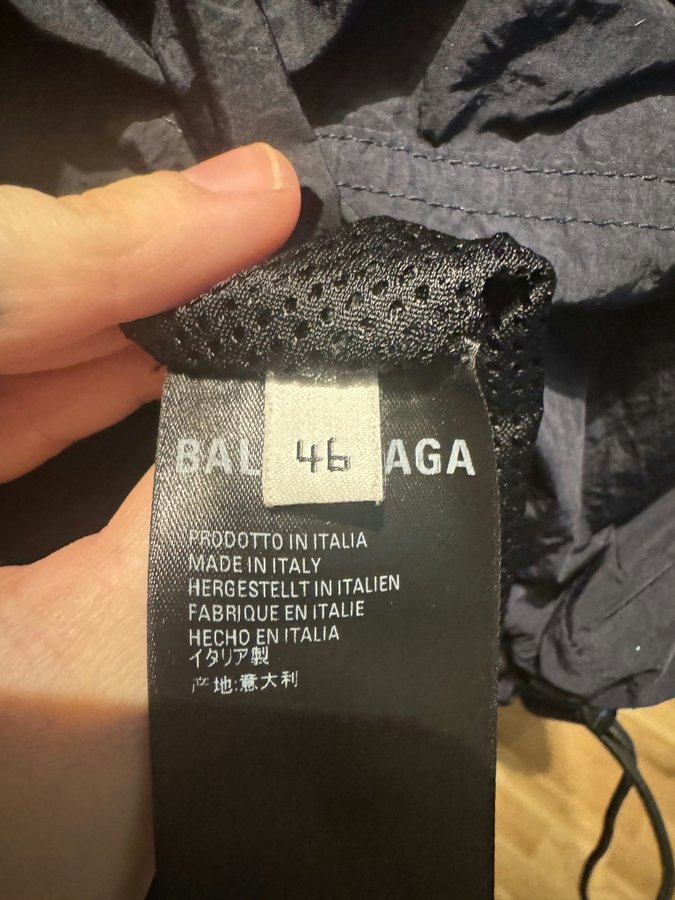 BAL 46 AGA
PRODOTTO IN ITALIA
MADE IN ITALY
HERGESTELLT IN ITALIEN
FABRIQUE EN ITALIE
HECHO EN ITALIA
イタリア製
产地:意大利